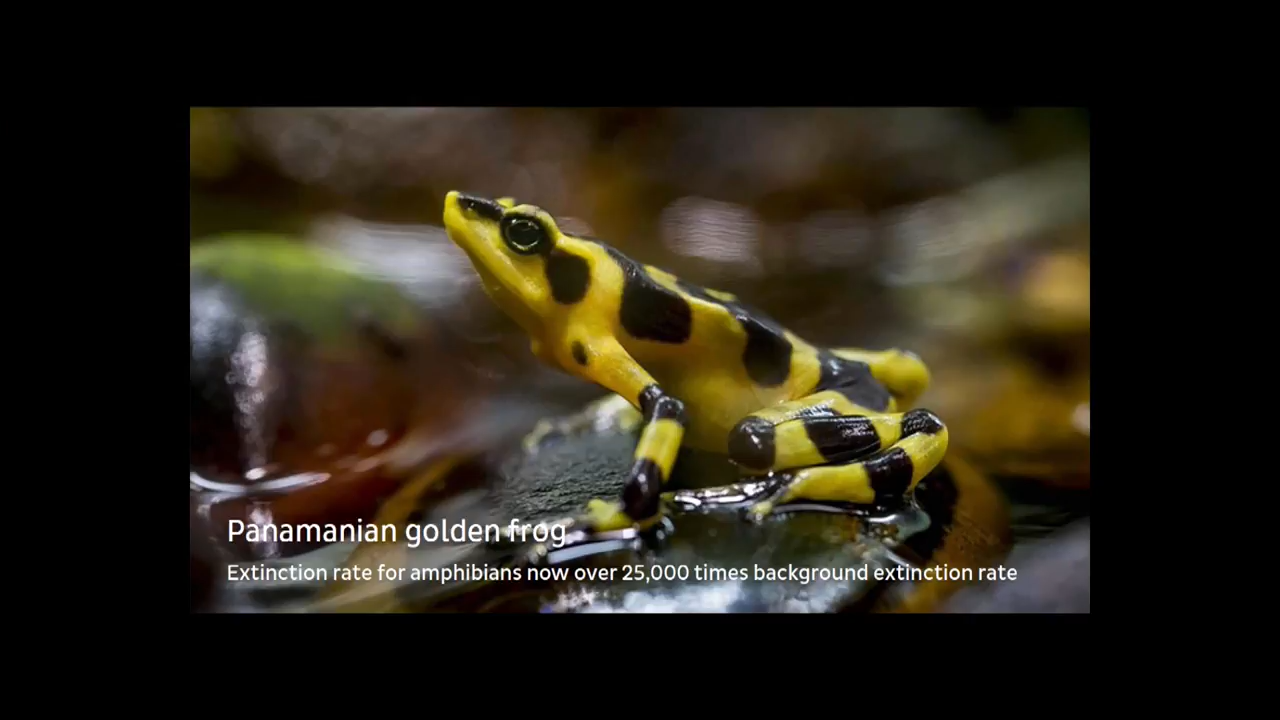 Panamanian golden frog
Extinction rate for amphibians now over 25,000 times background extinction rate